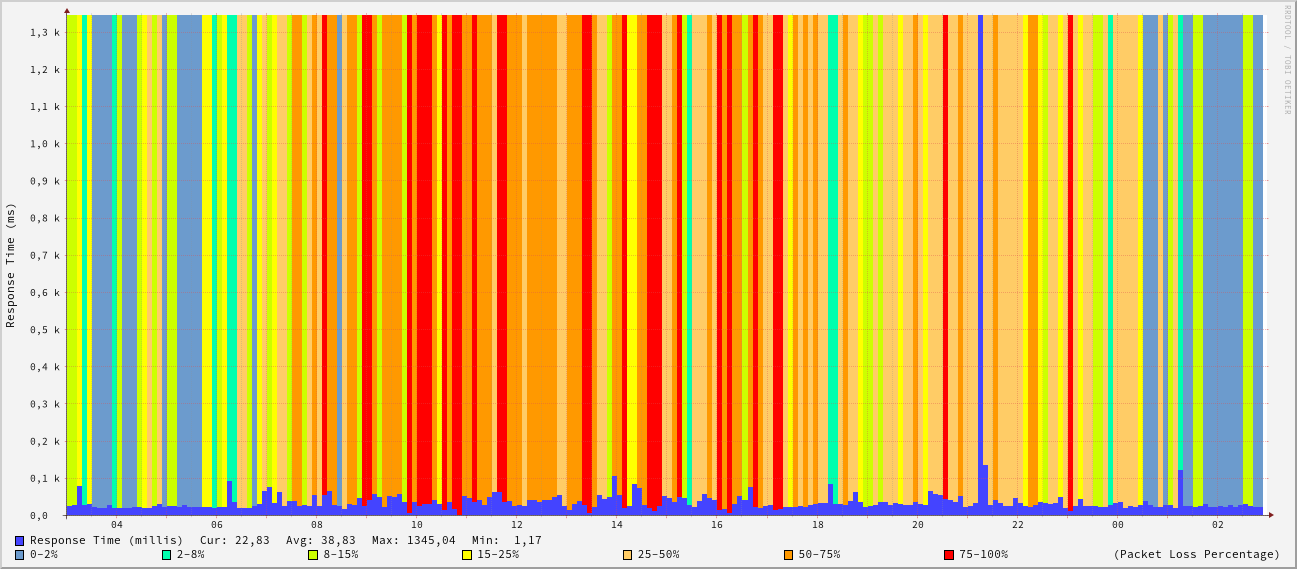 RRDTOOL / TOBI OETIKER
Response Time (ms)
1,3 k
1,2 k
1,1 k
1,0 k
0,9 k
0,8 k
0,7 k
0,6 k
0,5 k
0,4 k
0,3 k
0,2 k
0,1 k
0,0
04 06 08 10 12 14 16 18 20 22 00 02
Response Time (millis) Cur: 22,83 Avg: 38,83 Max: 1345,04 Min: 1,17
0-2% 2-8% 8-15% 15-25% 25-50% 50-75% 75-100% (Packet Loss Percentage)